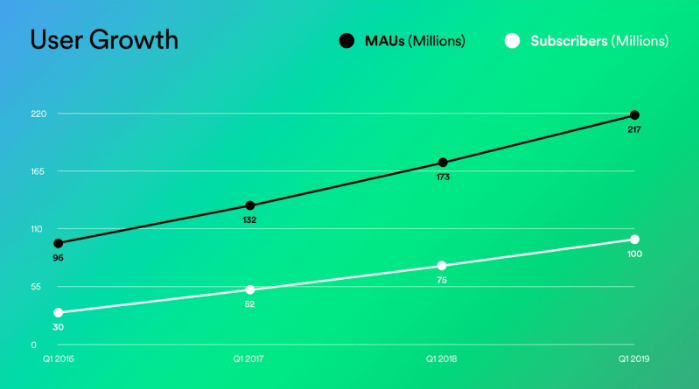 User Growth
MAUs (Millions)
Subscribers (Millions)
220
217
165
173
132
110
96
100
75
55
52
30
0
Q1 2016
Q1 2017
Q1 2018
Q1 2019